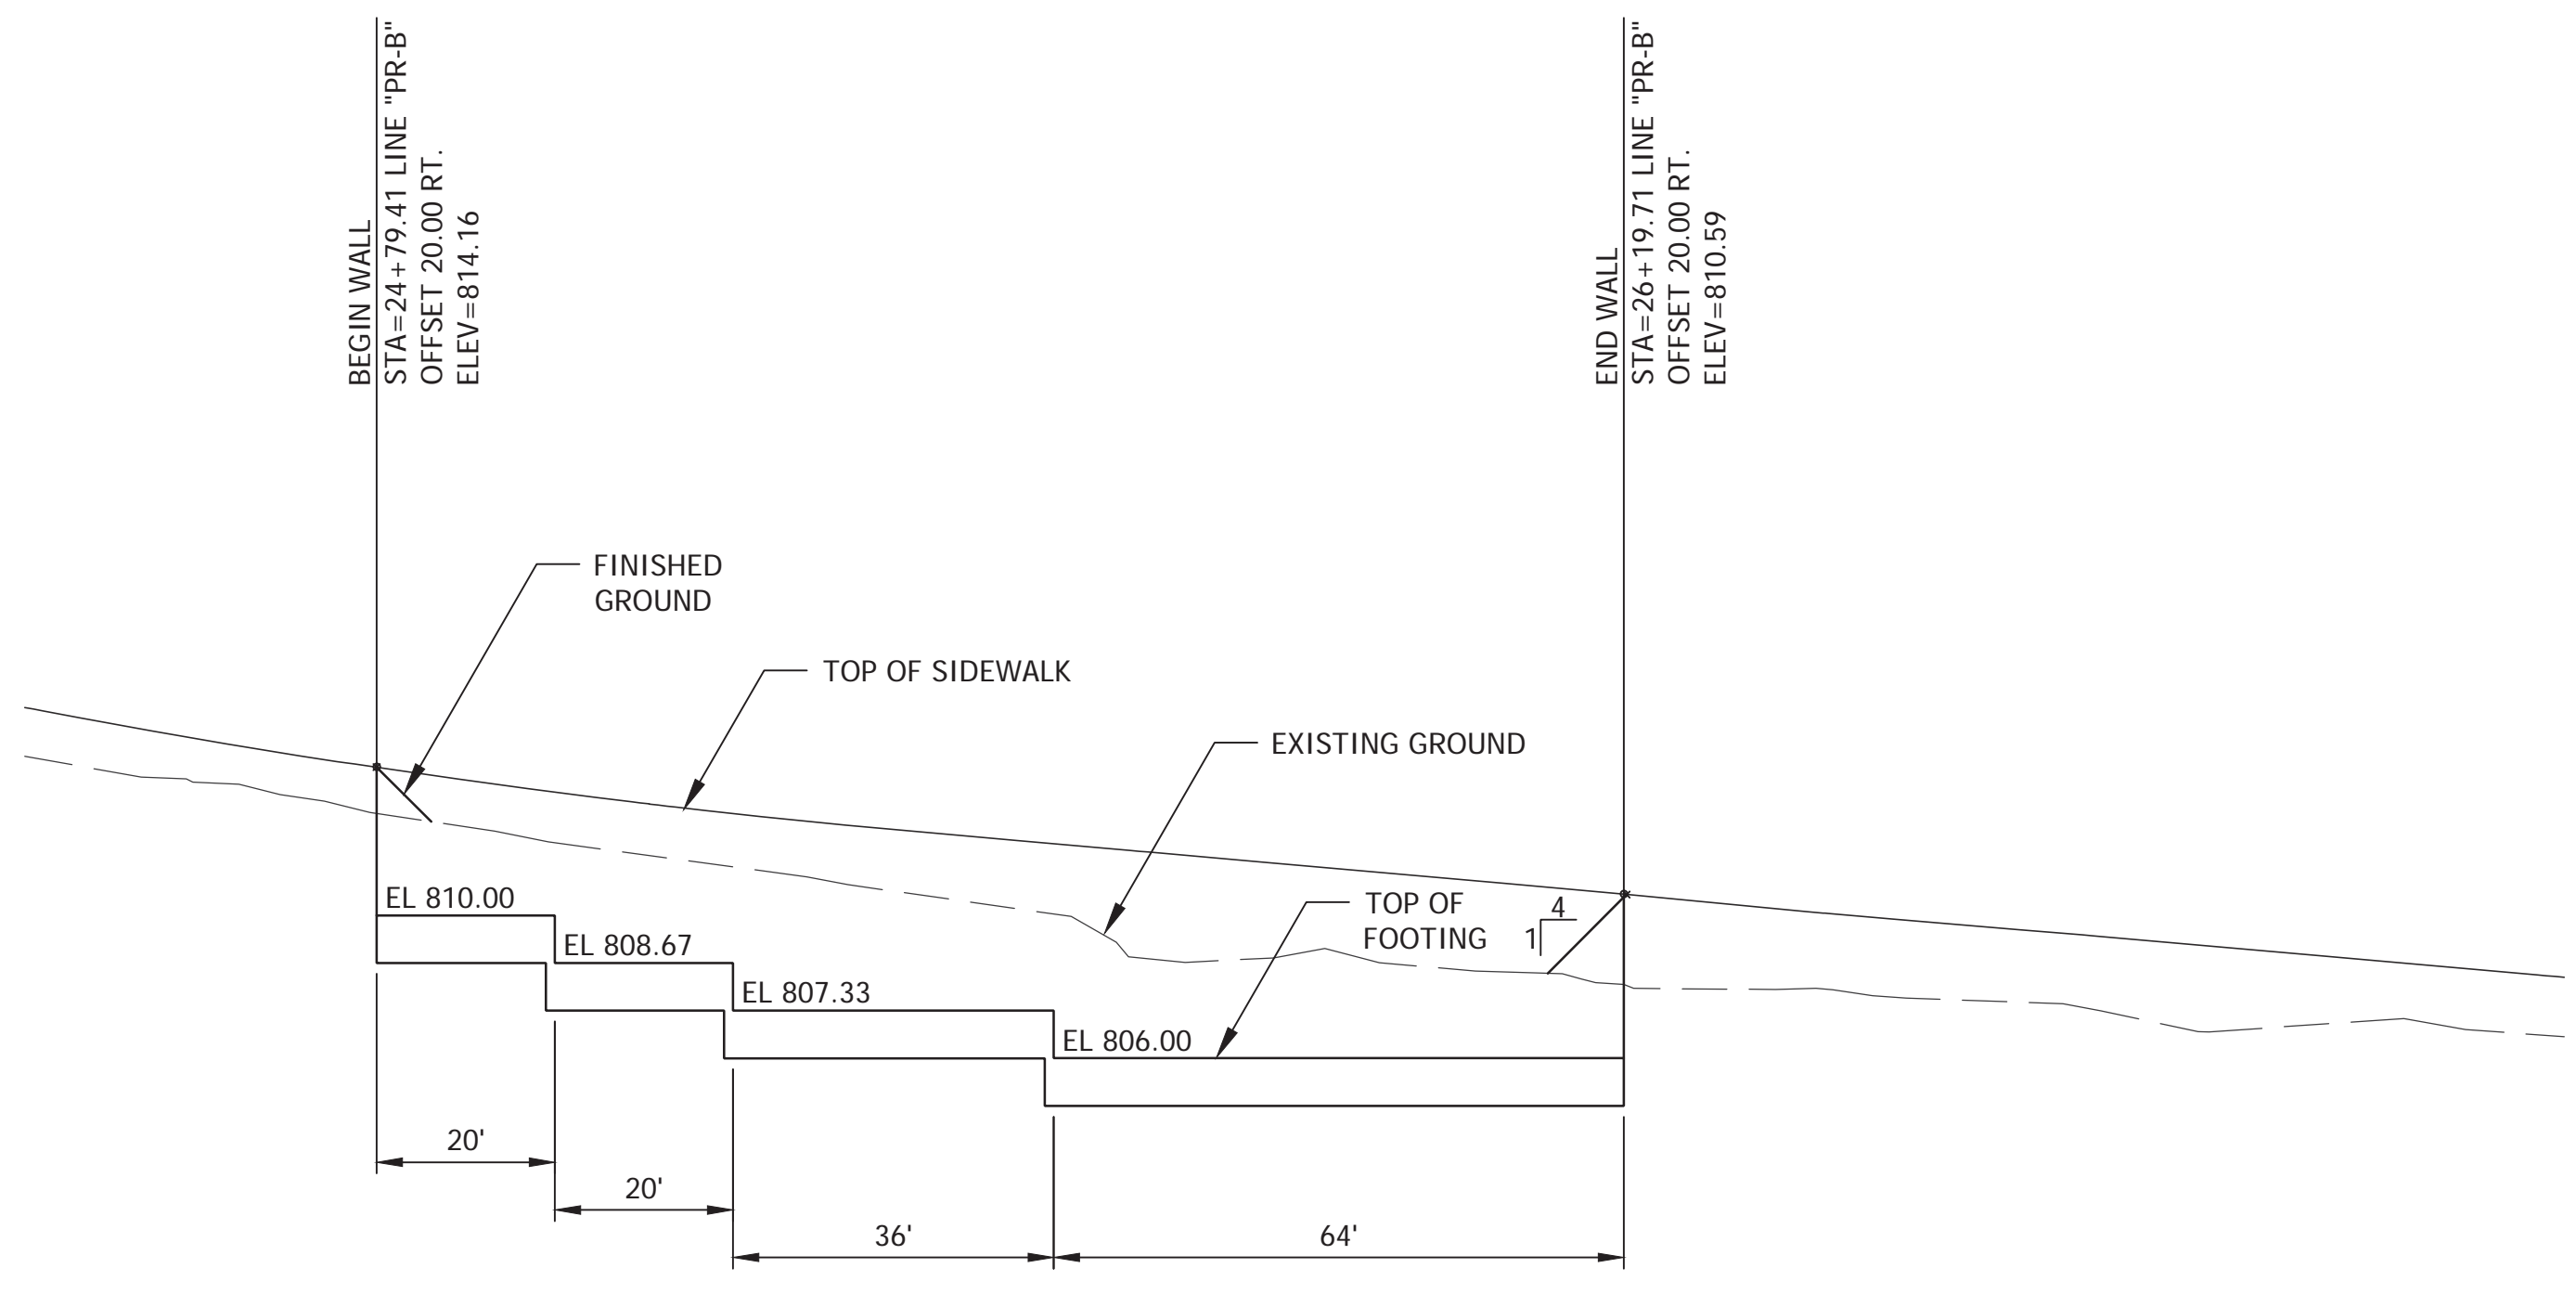 BEGIN WALL
STA=24+79.41 LINE "PR-B"
OFFSET 20.00 RT.
ELEV=814.16
END WALL
STA=26+19.71 LINE "PR-B"
OFFSET 20.00 RT.
ELEV=810.59
FINISHED
GROUND
TOP OF SIDEWALK
EXISTING GROUND
EL 810.00
TOP OF
FOOTING
4
1
EL 808.67
EL 807.33
EL 806.00
20'
20'
36'
64'